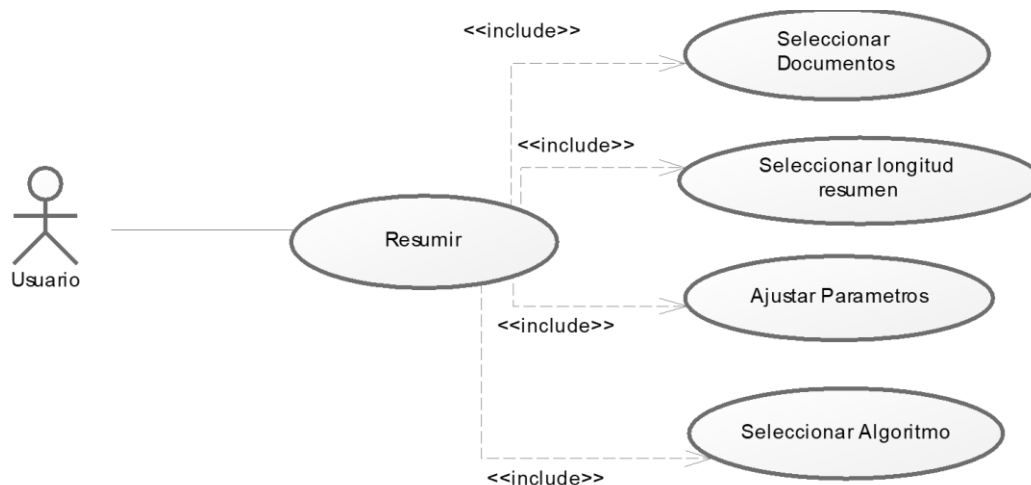 <<include>>
Seleccionar
Documentos
<<include>>
Seleccionar longitud
resumen
Resumir
Usuario
Ajustar Parametros
<<include>>
Seleccionar Algoritmo
<<include>>